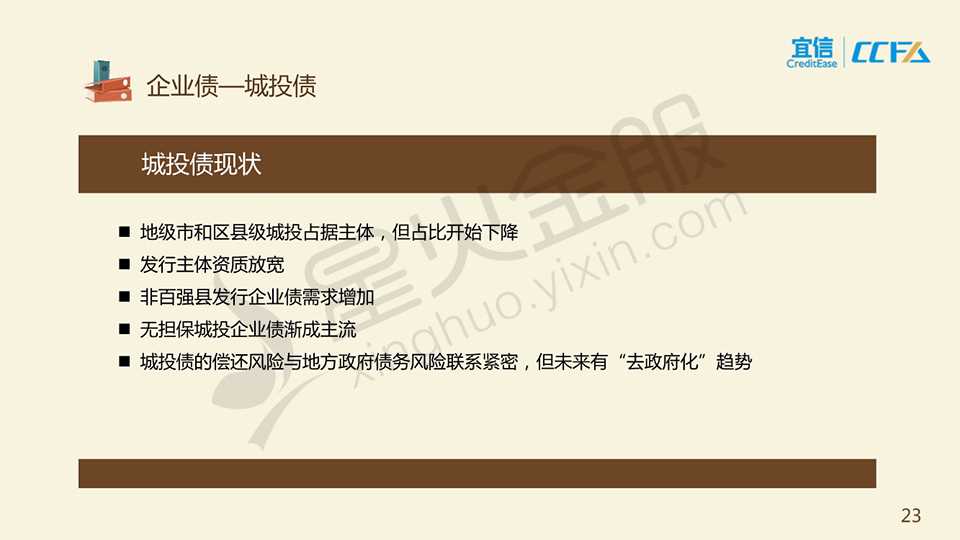 宜信
CreditEase
CCFA
企业债—城投债
城投债现状
■ 地级市和区县级城投占据主体，但占比开始下降
■ 发行主体资质放宽
■ 非百强县发行企业债需求增加
■ 无担保城投企业债渐成主流
■ 城投债的偿还风险与地方政府债务风险联系紧密，但未来有“去政府化”趋势
星火金服
xinghuo.yixin.com
23